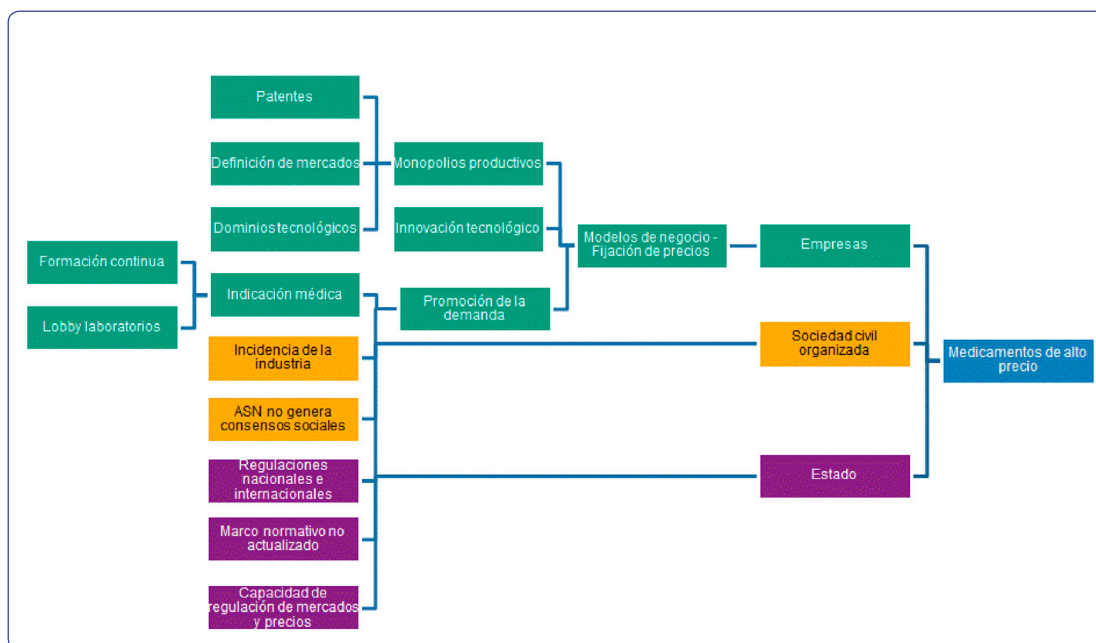 Patentes
Definición de mercados
Dominios tecnológicos
Formación continua
Lobby laboratorios
Indicación médica
Incidencia de la
industria
ASN no genera
consensos sociales
Regulaciones
nacionales e
internacionales
Marco normativo no
actualizado
Capacidad de
regulación de mercados
y precios
Monopolios productivos
Innovación tecnológico
Promoción de la
demanda
Modelos de negocio -
Fijación de precios
Empresas
Sociedad civil
organizada
Estado
Medicamentos de alto
precio